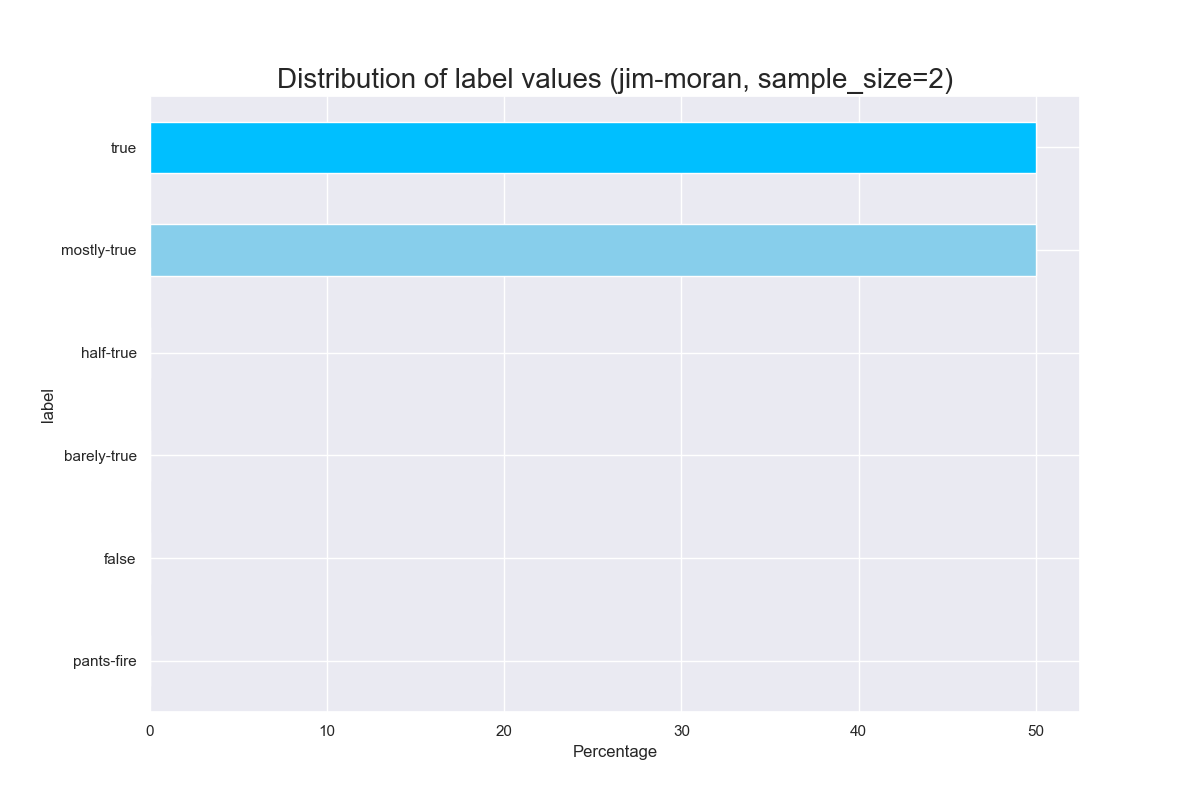 Distribution of label values (jim-moran, sample_size=2)
true
mostly-true
half-true
label
barely-true
false
pants-fire
0 10 20 30 40 50
Percentage